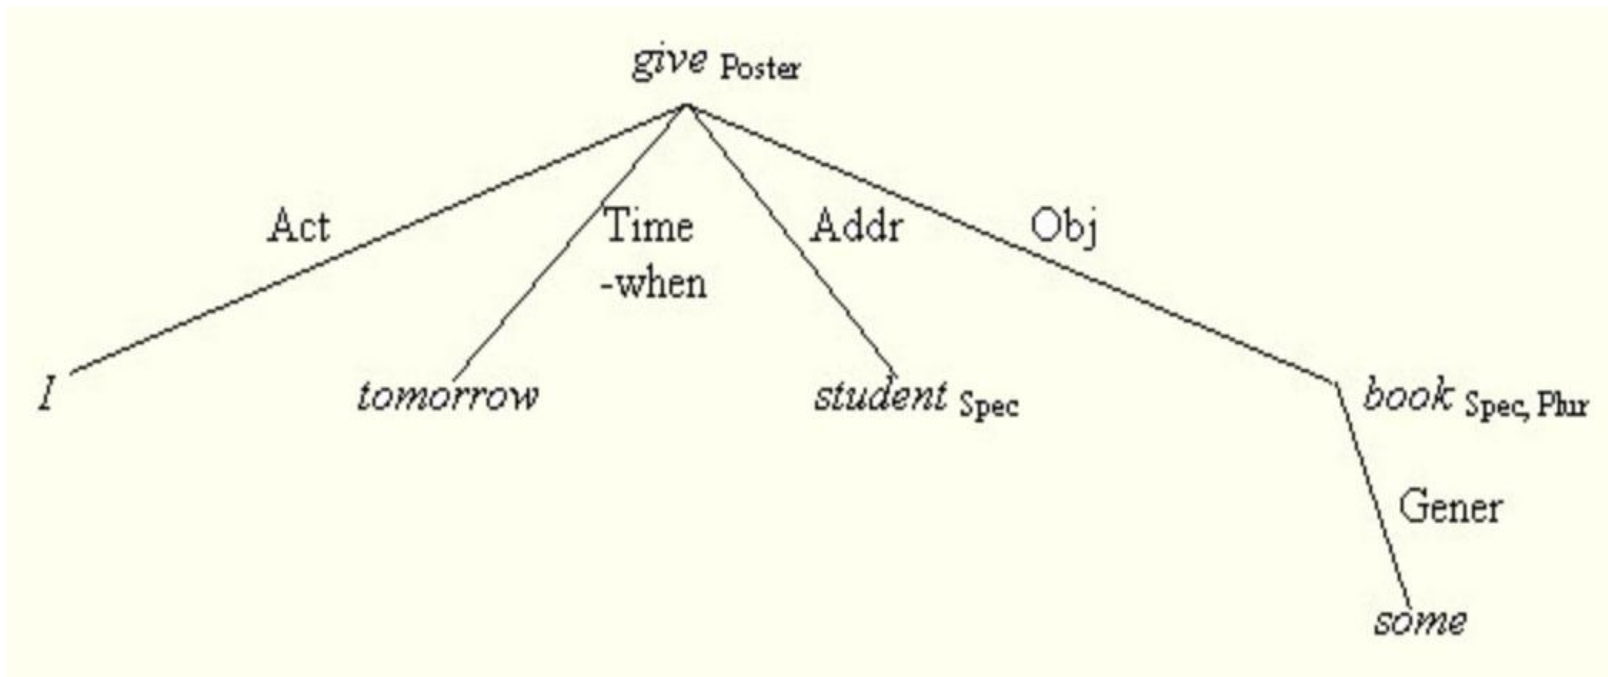 give Poster
Act Time Addr Obj
-when
I tomorrow student Spec book Spec, Plur
Gener
some